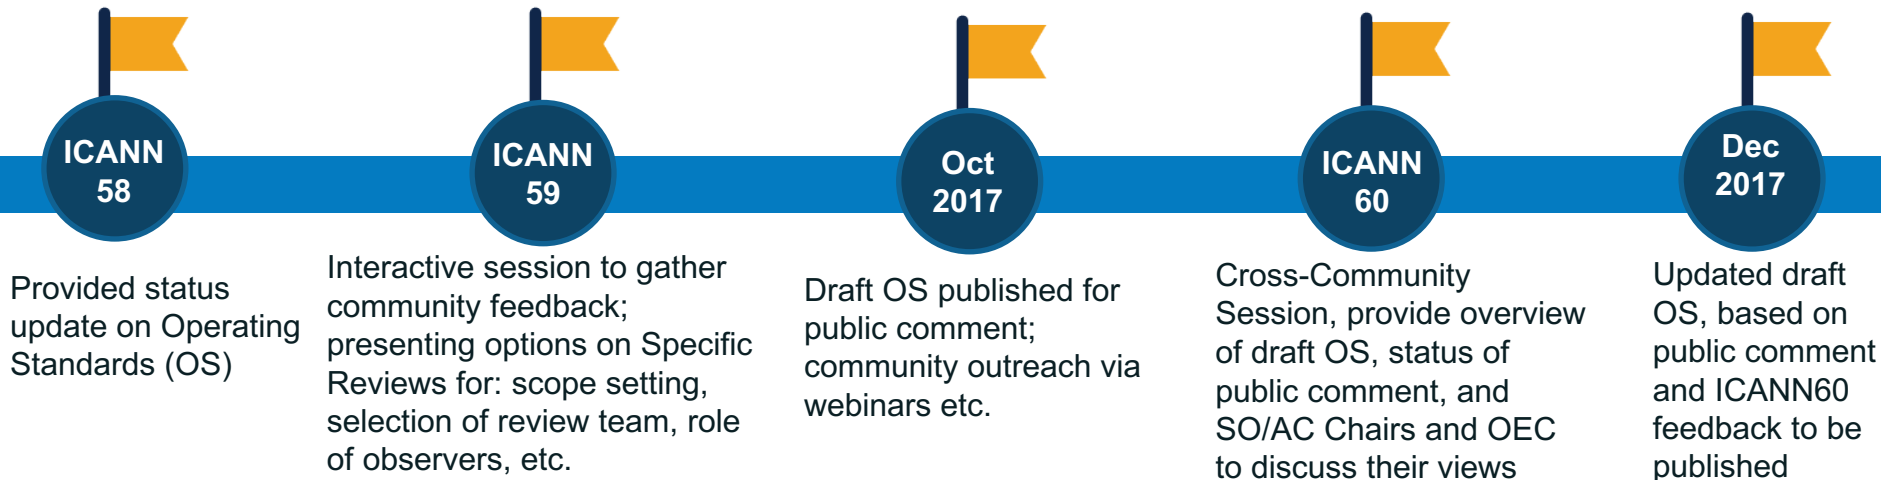 ICANN
58
Provided status
update on Operating
Standards (OS)
ICANN
59
Interactive session to gather
community feedback;
presenting options on Specific
Reviews for: scope setting,
selection of review team, role
of observers, etc.
Oct
2017
Draft OS published for
public comment;
community outreach via
webinars etc.
ICANN
60
Cross-Community
Session, provide overview
of draft OS, status of
public comment, and
SO/AC Chairs and OEC
to discuss their views
Dec
2017
Updated draft
OS, based on
public comment
and ICANN60
feedback to be
published